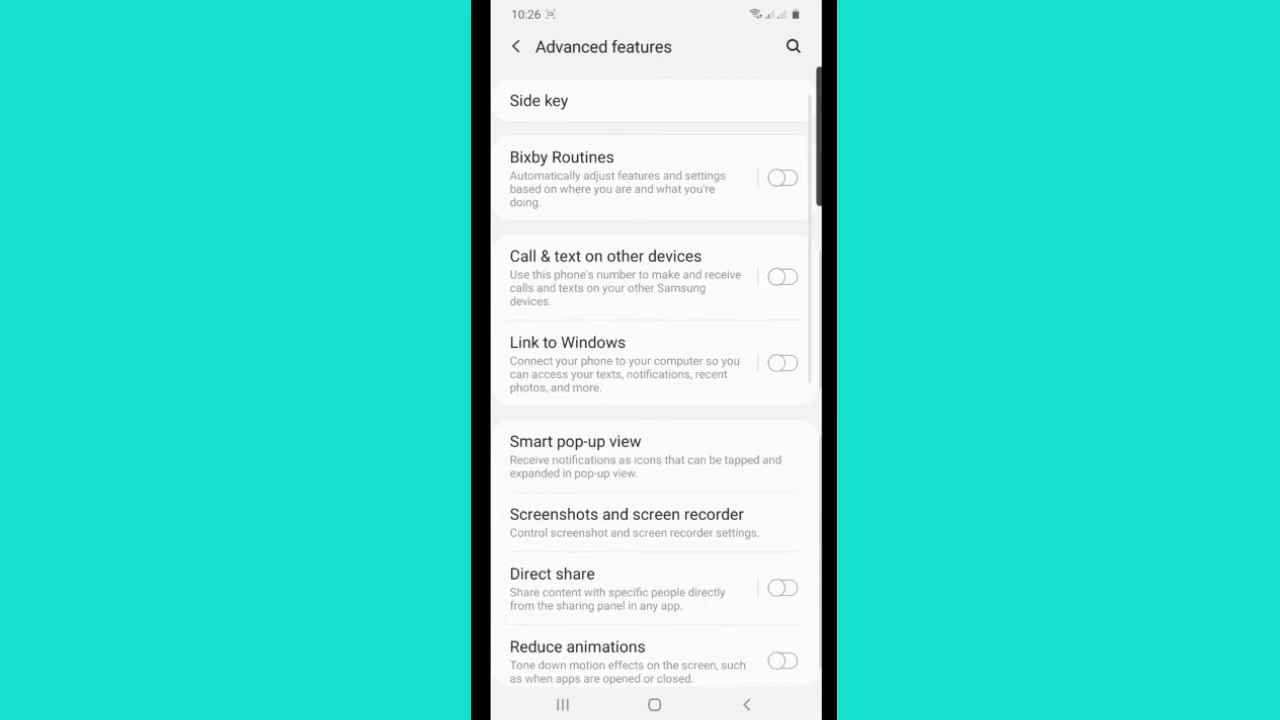 10:26
Advanced features
Side key
Bixby Routines
Automatically adjust features and settings
based on where you are and what you're
doing.
Call & text on other devices
Use this phone's number to make and receive
calls and texts on your other Samsung
devices.
Link to Windows
Connect your phone to your computer so you
can access your texts, notifications, recent
photos, and more.
Smart pop-up view
Receive notifications as icons that can be tapped and
expanded in pop-up view.
Screenshots and screen recorder
Control screenshot and screen recorder settings.
Direct share
Share content with specific people directly
from the sharing panel in any app.
Reduce animations
Tone down motion effects on the screen, such
as when apps are opened or closed.